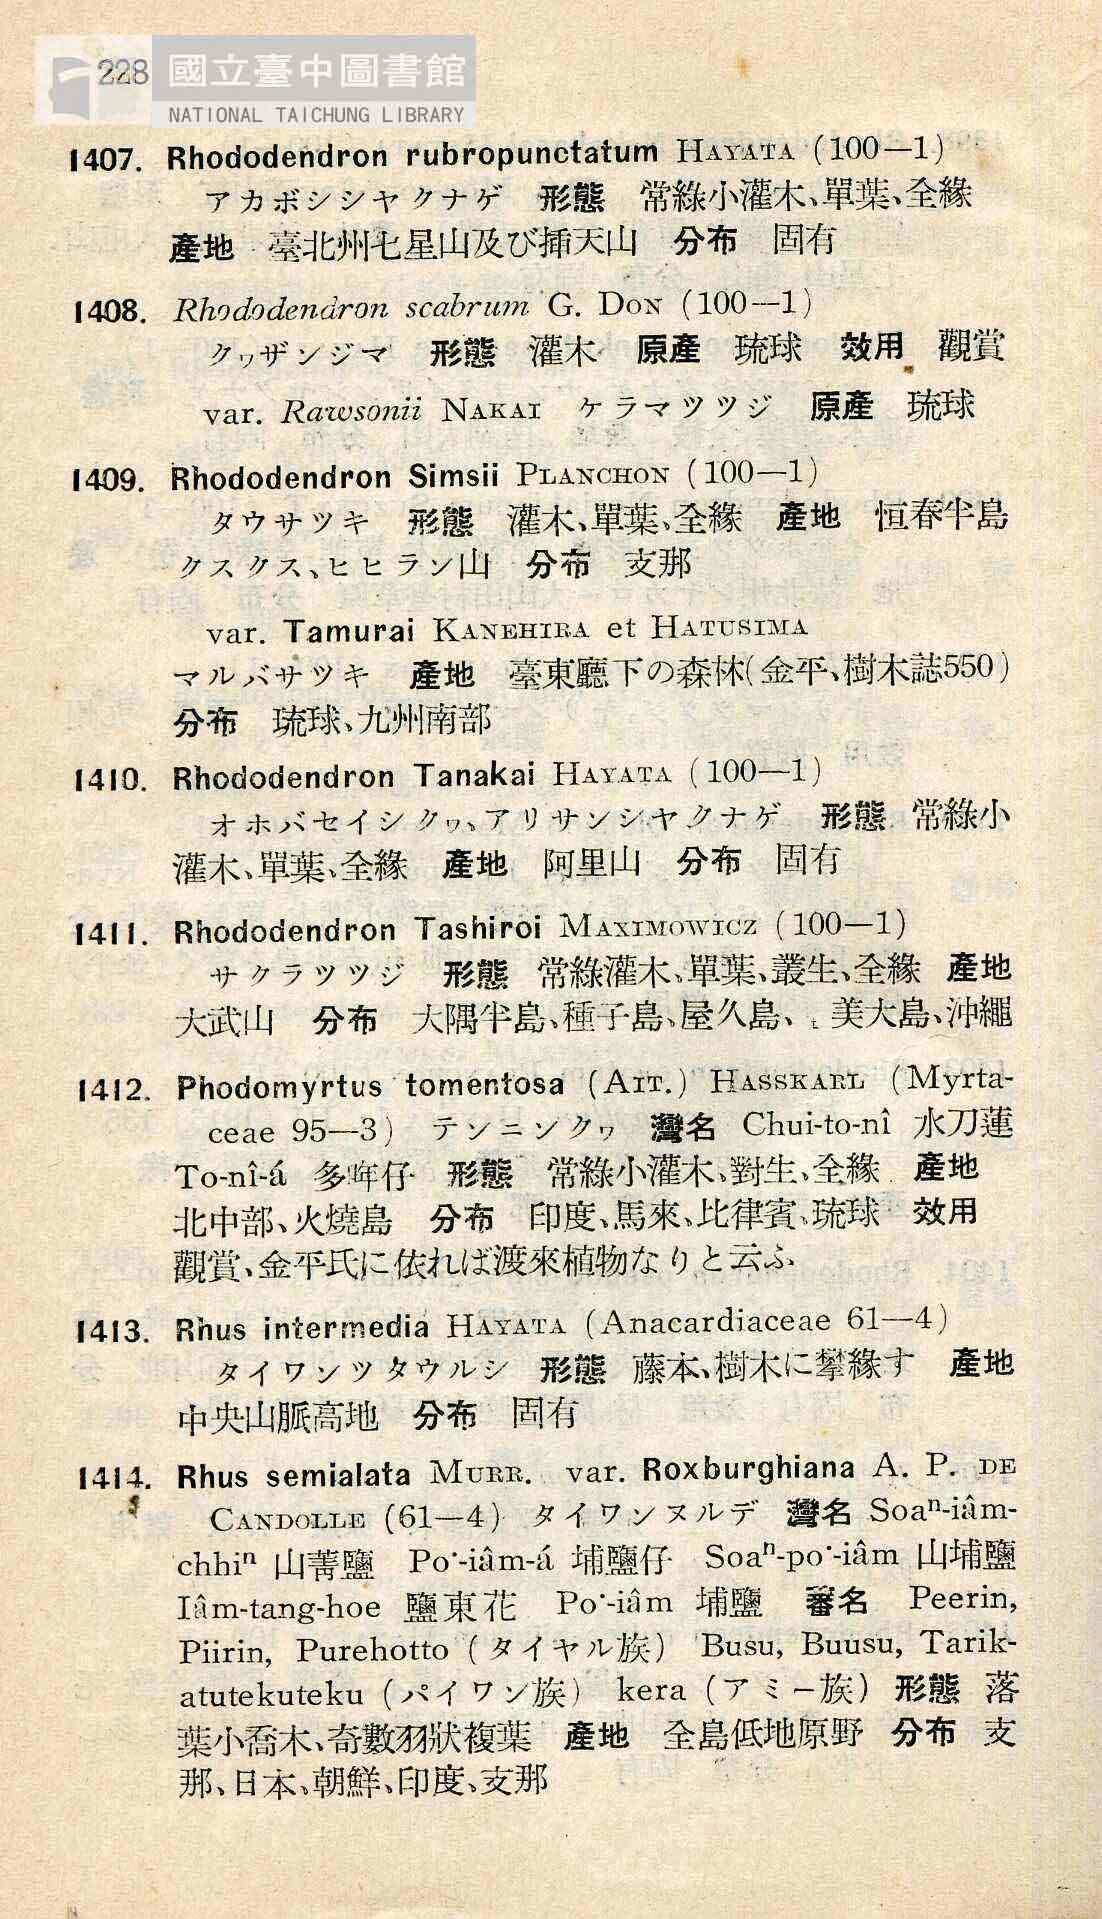 228 國立臺中圖書館
NATIONAL TAICHUNG LIBRARY
1407. Rhododendron rubropunctatum HAYATA (100—1)
アカボシシヤクナゲ 形態 常綠小灌木、單葉、全緣
產地 臺北州七星山及び揷天山 分布 固有
1408. Rhododendron scabrum G. DON (100—1)
クヮザンジマ 形態 灌木 原產 琉球 效用 觀賞
var. Rawsonii NAKAI ケラマツツジ 原產 琉球
1409. Rhododendron Simsii PLANCHON (100—1)
タウサツキ 形態 灌木、單葉、全緣 產地 恒春半島
クスクス、ヒヒラン山 分布 支那
var. Tamurai KANEHIRA et HATUSIMA
マルバサツキ 產地 臺東廳下の森林(金平、樹木誌550)
分布 琉球、九州南部
1410. Rhododendron Tanakai HAYATA (100—1)
オホバセイシクヮ、アリサンシヤクナゲ 形態 常綠小
灌木、單葉、全緣 產地 阿里山 分布 固有
1411. Rhododendron Tashiroi MAXIMOWICZ (100—1)
サクラツツジ 形態 常綠灌木、單葉、叢生、全緣 產地
大武山 分布 大隅半島、種子島、屋久島、 美大島、沖繩
1412. Phodomyrtus tomentosa (AIT.) HASSKARL (Myrta-
ceae 95—3) テンニンクヮ 灣名 Chui-to-nî 水刀蓮
To-nî-á 多年仔 形態 常綠小灌木、對生、全緣 產地
北中部、火燒島 分布 印度、馬來、比律賓、琉球 效用
觀賞、金平氏に依れば渡來植物なりと云ふ
1413. Rhus intermedia HAYATA (Anacardiaceae 61—4)
タイワンツタウルシ 形態 藤本、樹木に攀緣す 產地
中央山脈高地 分布 固有
1414. Rhus semialata MURR. var. Roxburghiana A. P. DE
CANDOLLE (61—4) タイワンヌルデ 灣名 Soaⁿ-iâm-
chhiⁿ 山菁鹽 Po·-iâm-á 埔鹽仔 Soaⁿ-po·-iâm 山埔鹽
Iâm-tang-hoe 鹽東花 Po·-iâm 埔鹽 蕃名 Peerin,
Piirin, Purehotto (タイヤル族) Busu, Buusu, Tarik-
atutekuteku (パイワン族) kera (アミー族) 形態 落
葉小喬木、奇數羽狀複葉 產地 全島低地原野 分布 支
那、日本、朝鮮、印度、支那